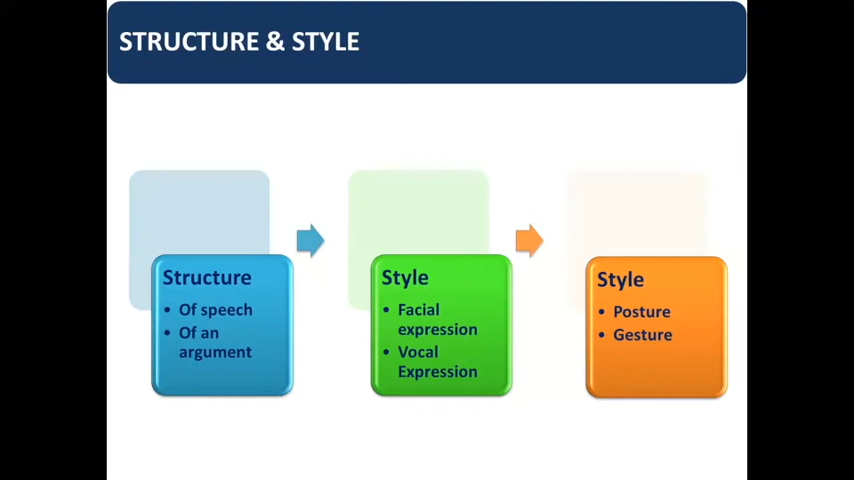 STRUCTURE & STYLE
Structure
• Of speech
• Of an
argument
Style
• Facial
expression
• Vocal
Expression
Style
• Posture
• Gesture